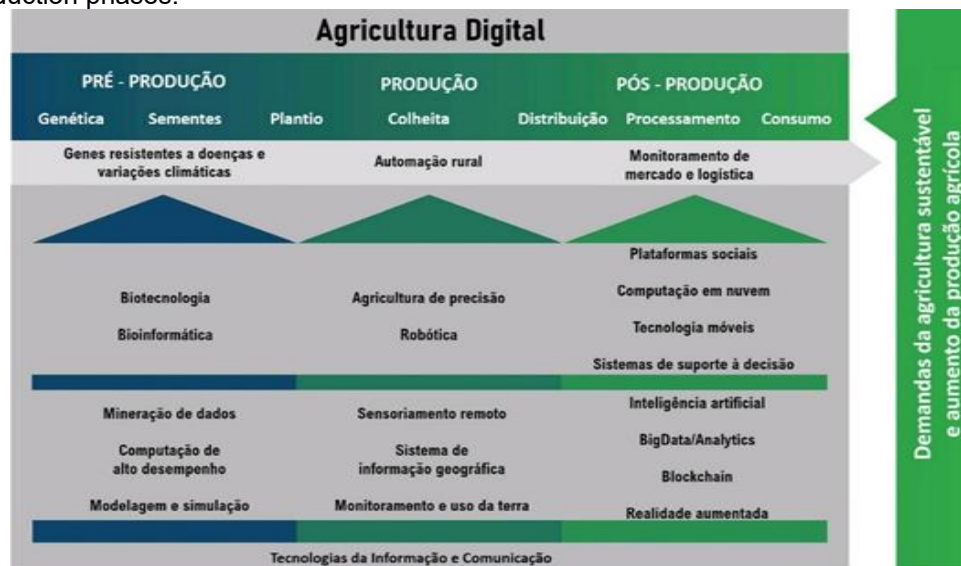 duction phases.
Agricultura Digital
PRÉ - PRODUÇÃO
PRODUÇÃO
PÓS - PRODUÇÃO
Genética Sementes Plantio Colheita Distribuição Processamento Consumo
Genes resistentes a doenças e
variações climáticas
Automação rural
Monitoramento de
mercado e logística
Biotecnologia
Bioinformática
Agricultura de precisão
Robótica
Plataformas sociais
Computação em nuvem
Tecnologia móveis
Sistemas de suporte à decisão
Mineração de dados
Computação de
alto desempenho
Modelagem e simulação
Sensoriamento remoto
Sistema de
informação geográfica
Monitoramento e uso da terra
Inteligência artificial
BigData/Analytics
Blockchain
Realidade aumentada
Tecnologias da Informação e Comunicação
Demandas da agricultura sustentável
e aumento da produção agrícola